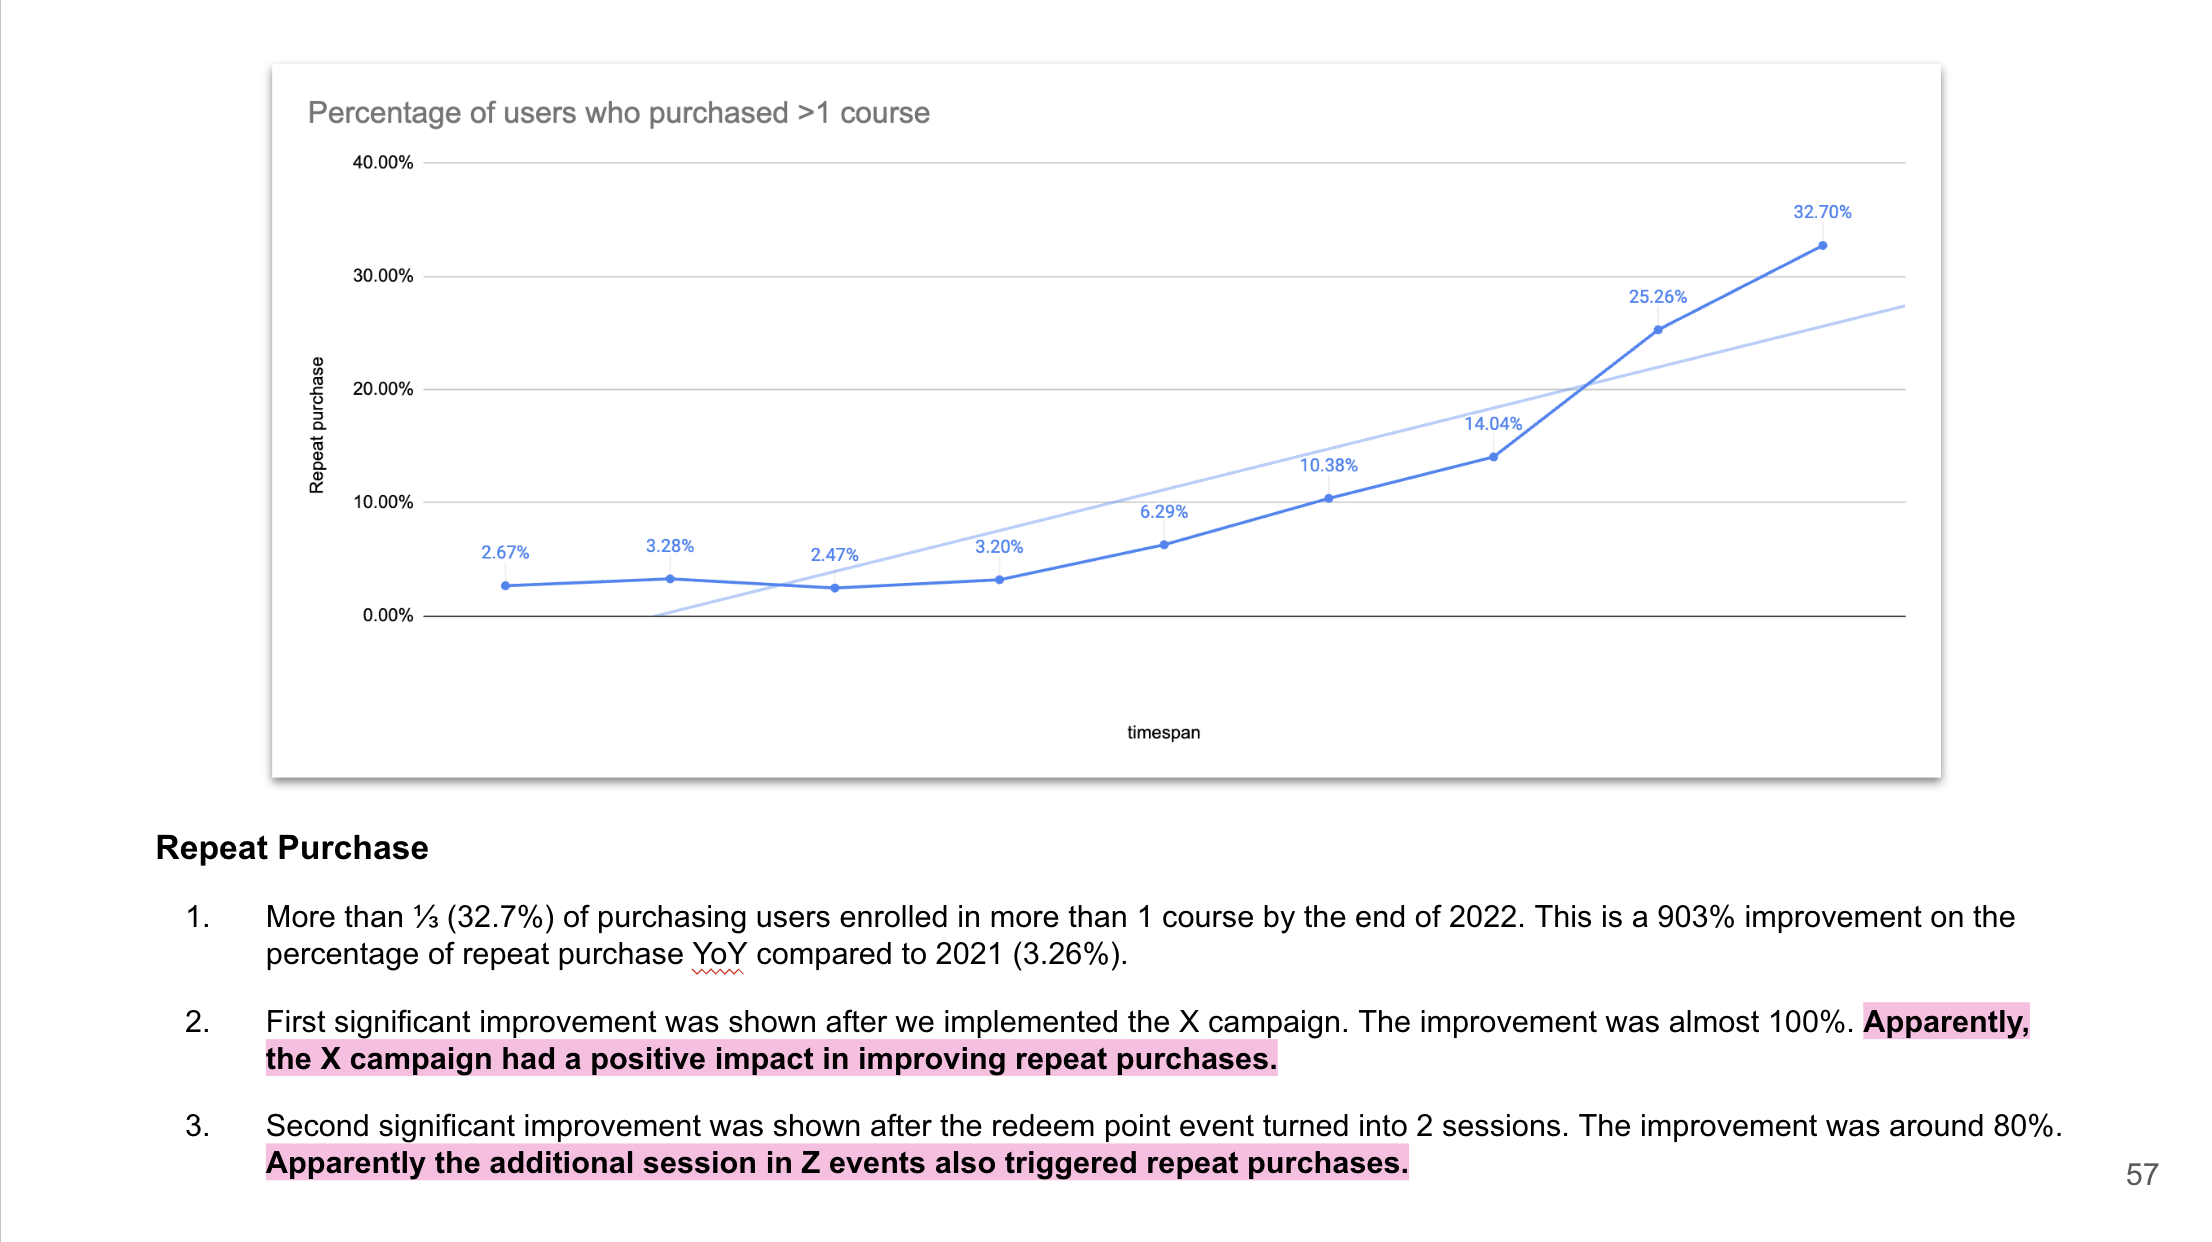 Percentage of users who purchased >1 course
40.00%
30.00%
20.00%
10.00%
0.00%
Repeat purchase
2.67%
3.28%
2.47%
3.20%
6.29%
10.38%
14.04%
25.26%
32.70%
timespan
Repeat Purchase
1. More than ⅓ (32.7%) of purchasing users enrolled in more than 1 course by the end of 2022. This is a 903% improvement on the
percentage of repeat purchase YoY compared to 2021 (3.26%).
2. First significant improvement was shown after we implemented the X campaign. The improvement was almost 100%. Apparently,
the X campaign had a positive impact in improving repeat purchases.
3. Second significant improvement was shown after the redeem point event turned into 2 sessions. The improvement was around 80%.
Apparently the additional session in Z events also triggered repeat purchases.
57